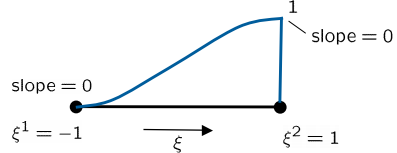 1
slope = 0
slope = 0
ξ¹ = −1
ξ
ξ² = 1